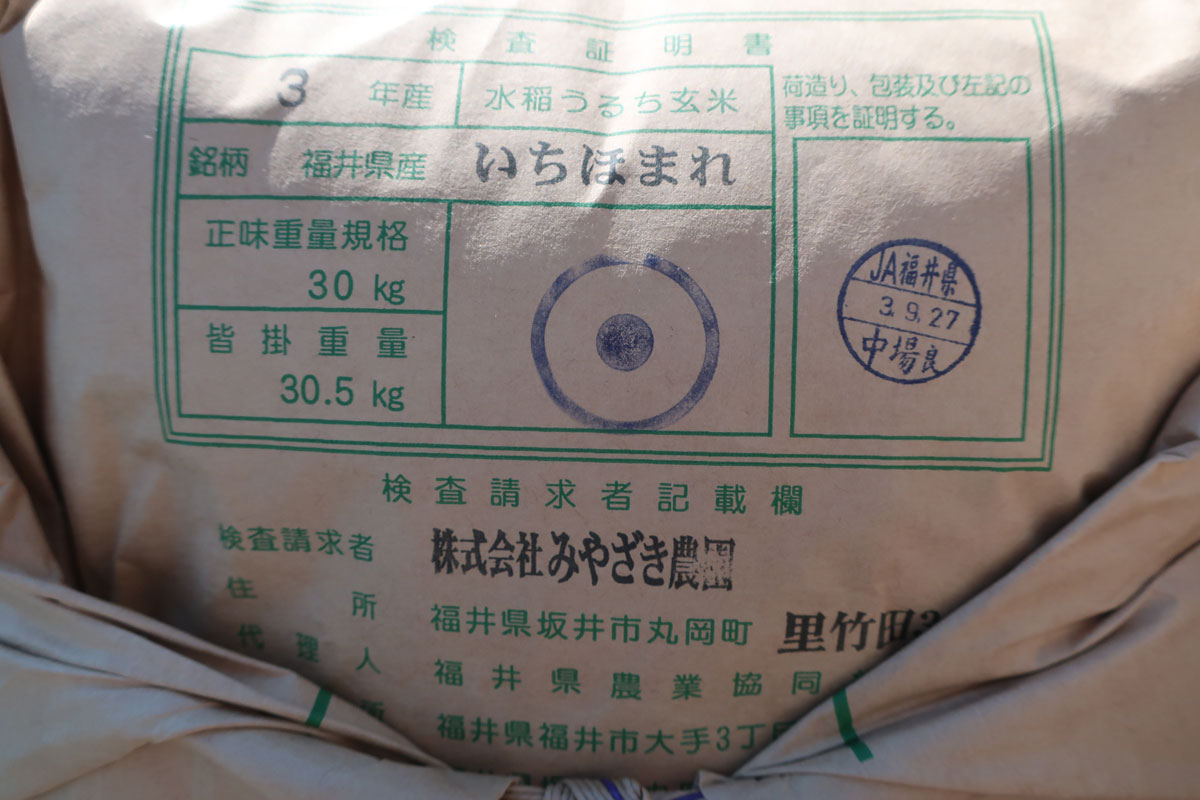 検査証明書
3 年産 水稲うるち玄米
銘柄 福井県産 いちほまれ
正味重量規格
30 kg
皆掛重量
30.5 kg
荷造り、包装及び左記の
事項を証明する。
JA福井県
3.9.27
中場良
検査請求者記載欄
検査請求者 株式会社みやざき農園
住所 福井県坂井市丸岡町 里竹田3
代理人 福井県農業協同
所 福井県福井市大手3丁目